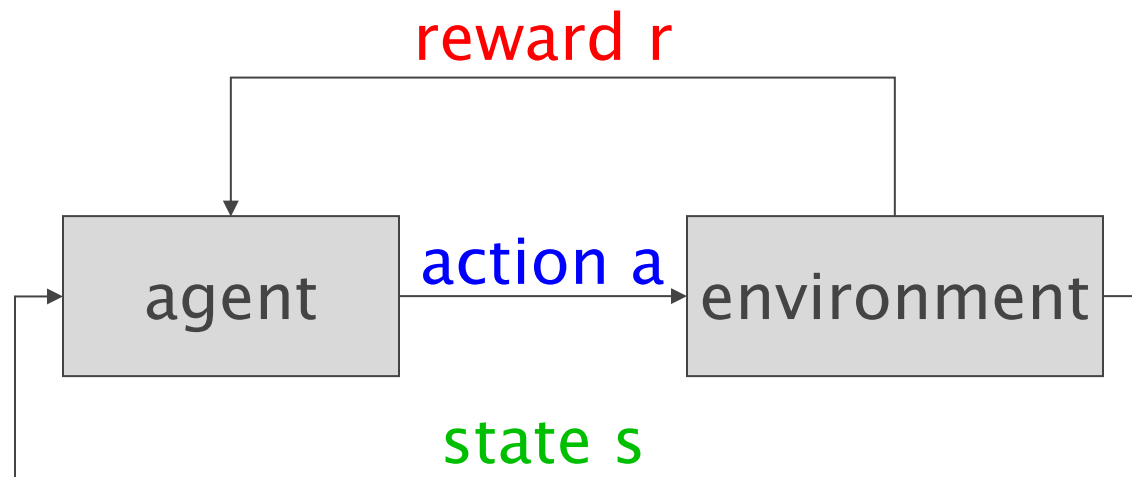 reward r
action a
agent
environment
state s